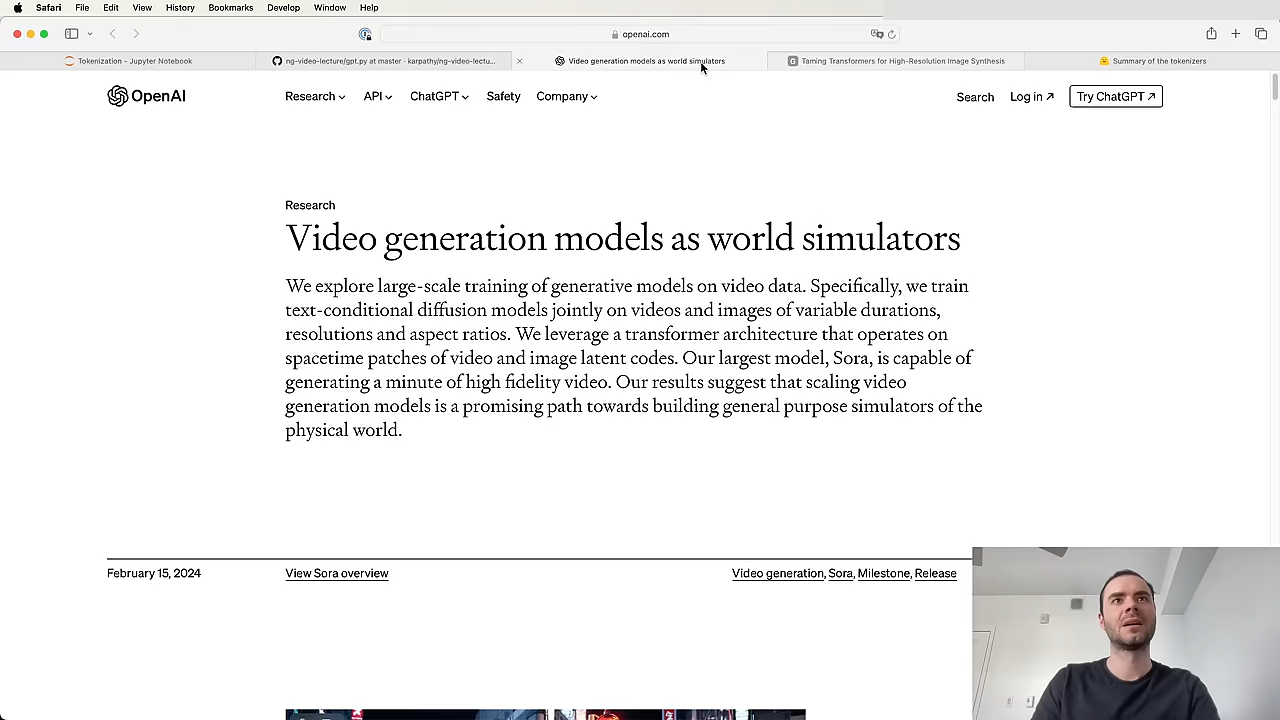 Safari File Edit View History Bookmarks Develop Window Help
openai.com
Tokenization - Jupyter Notebook
ng-video-lecture/gpt.py at master · karpathy/ng-video-lectu...
Video generation models as world simulators
Taming Transformers for High-Resolution Image Synthesis
Summary of the tokenizers
OpenAI
Research API ChatGPT Safety Company
Search Log in ↗ Try ChatGPT ↗
Research
Video generation models as world simulators
We explore large-scale training of generative models on video data. Specifically, we train
text-conditional diffusion models jointly on videos and images of variable durations,
resolutions and aspect ratios. We leverage a transformer architecture that operates on
spacetime patches of video and image latent codes. Our largest model, Sora, is capable of
generating a minute of high fidelity video. Our results suggest that scaling video
generation models is a promising path towards building general purpose simulators of the
physical world.
February 15, 2024
View Sora overview
Video generation, Sora, Milestone, Release